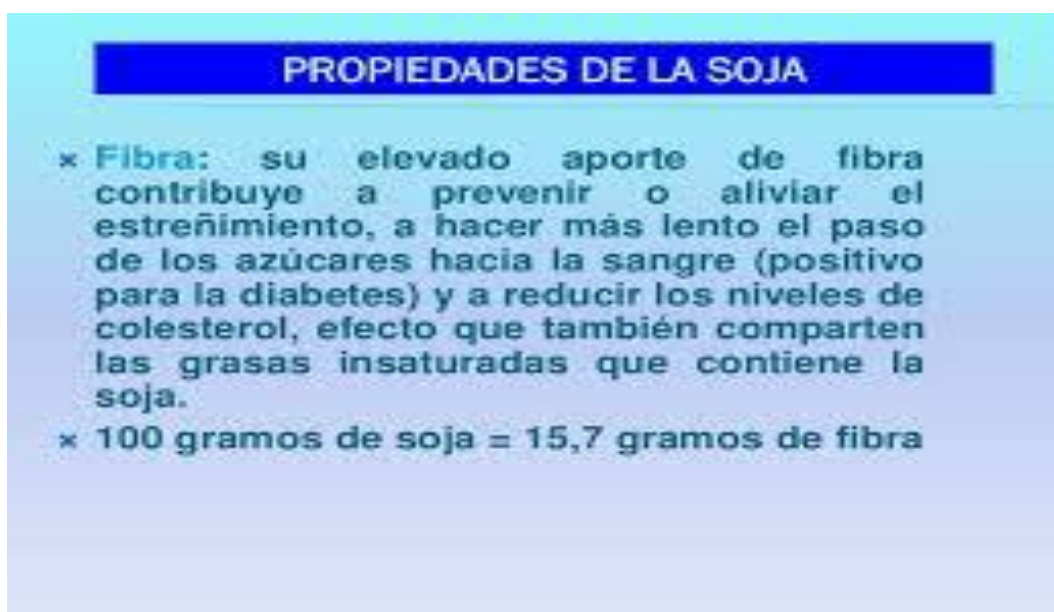 PROPIEDADES DE LA SOJA
× Fibra: su elevado aporte de fibra
contribuye a prevenir o aliviar el
estreñimiento, a hacer más lento el paso
de los azúcares hacia la sangre (positivo
para la diabetes) y a reducir los niveles de
colesterol, efecto que también comparten
las grasas insaturadas que contiene la
soja.
× 100 gramos de soja = 15,7 gramos de fibra